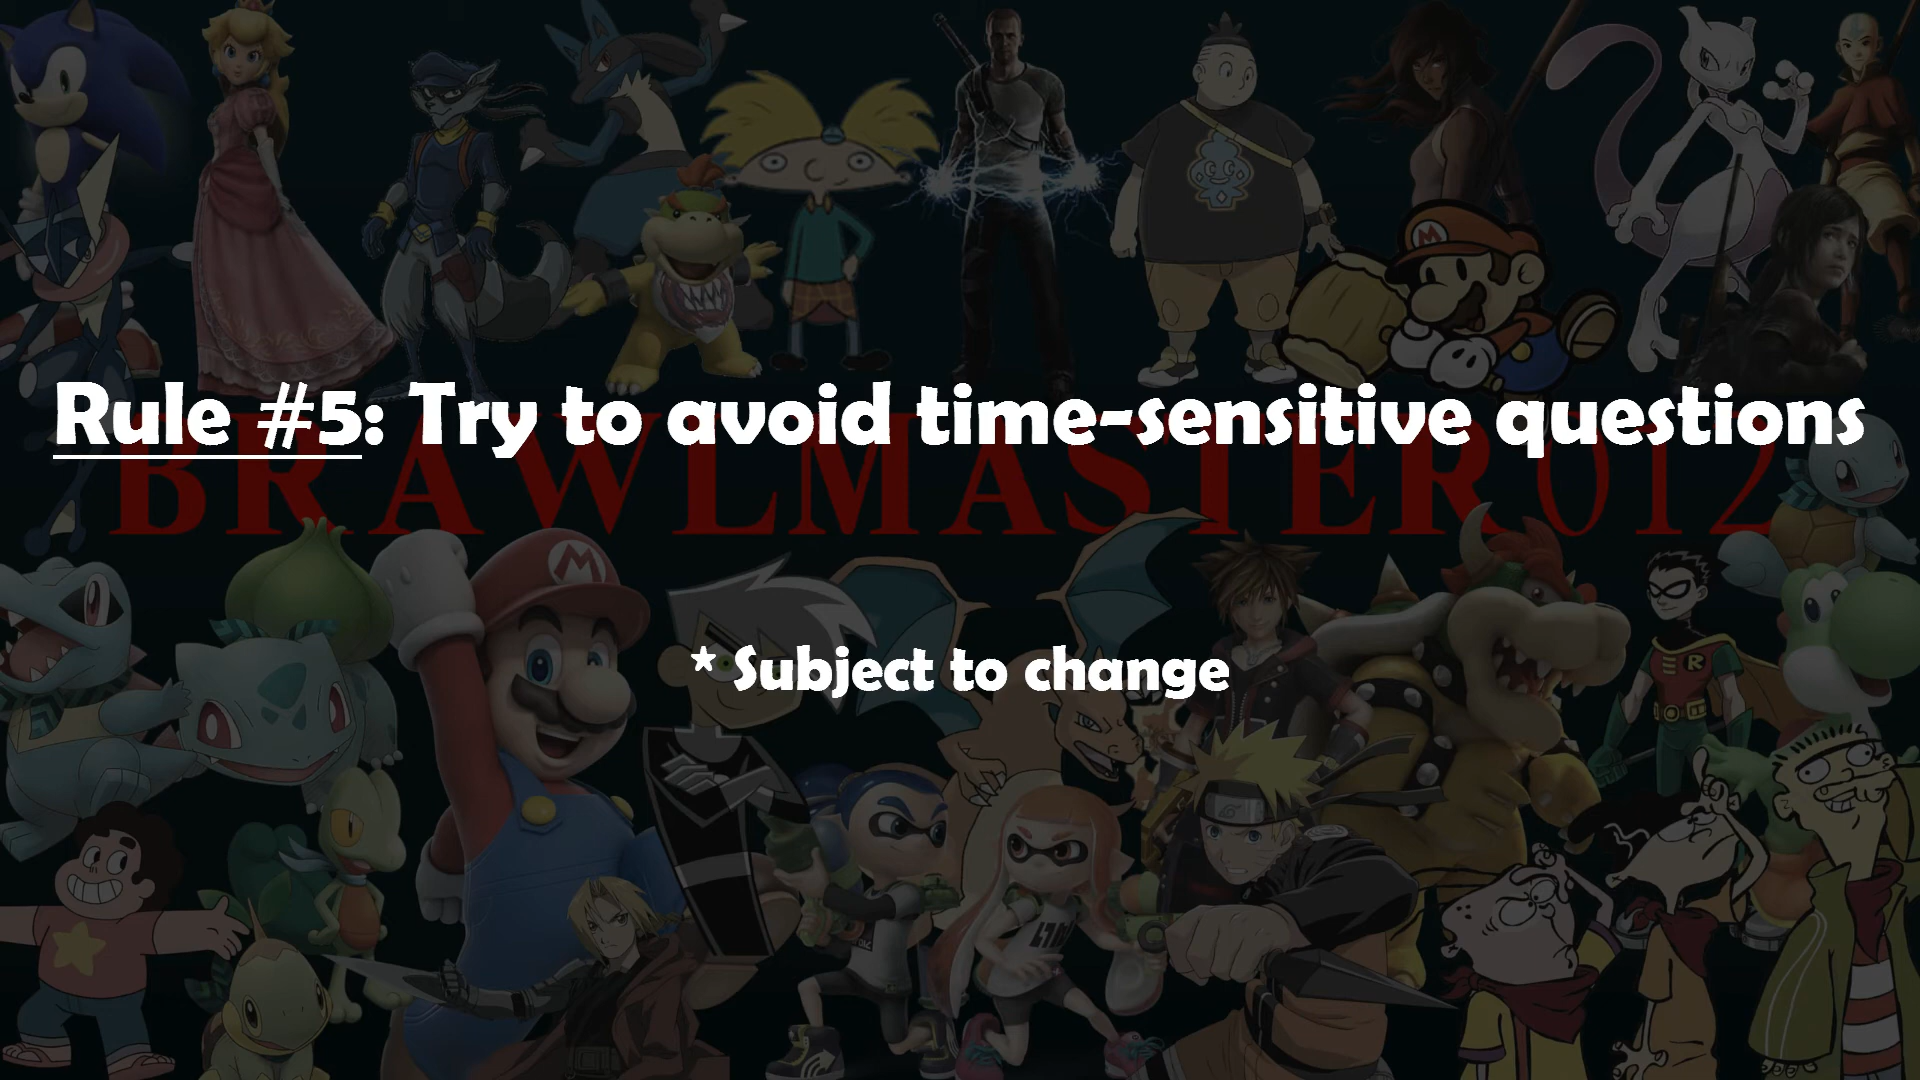 Rule #5: Try to avoid time-sensitive questions
BRAWLMASTER012
* Subject to change